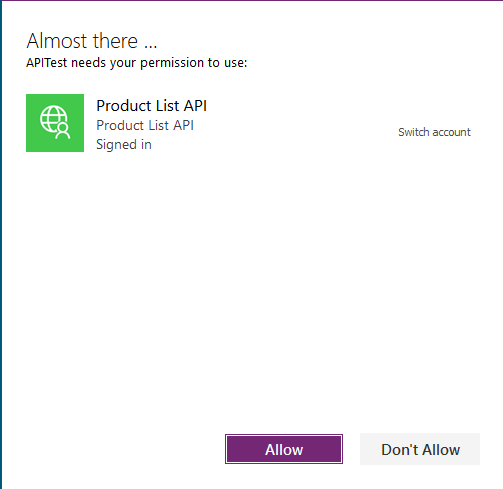 Almost there ...
APITest needs your permission to use:
Product List API
Product List API
Signed in
Switch account
Allow
Don't Allow